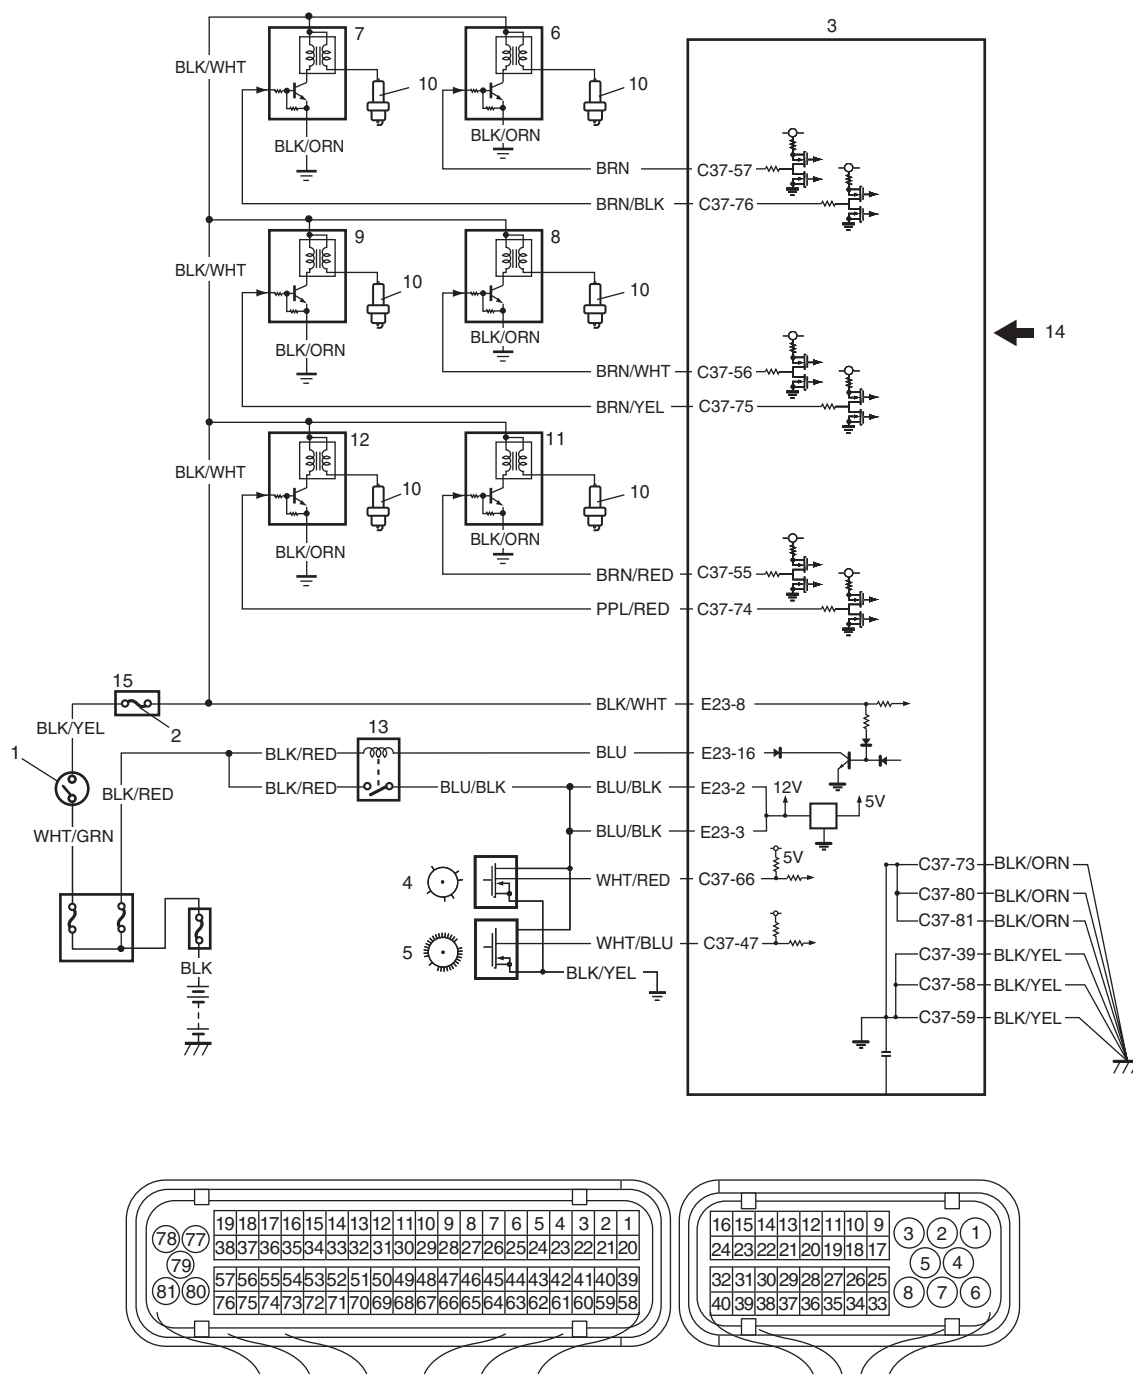 3
7
6
BLK/WHT
10
10
BLK/ORN
BLK/ORN
BRN
C37-57
BRN/BLK
C37-76
9
8
BLK/WHT
10
10
BLK/ORN
BLK/ORN
14
BRN/WHT
C37-56
BRN/YEL
C37-75
12
11
BLK/WHT
10
10
BLK/ORN
BLK/ORN
BRN/RED
C37-55
PPL/RED
C37-74
15
BLK/WHT
E23-8
BLK/YEL
2
13
1
BLK/RED
BLU
E23-16
BLK/RED
BLK/RED
BLU/BLK
BLU/BLK
E23-2
12V
5V
WHT/GRN
BLU/BLK
E23-3
5V
C37-73
BLK/ORN
4
WHT/RED
C37-66
C37-80
BLK/ORN
C37-81
BLK/ORN
5
WHT/BLU
C37-47
C37-39
BLK/YEL
BLK
BLK/YEL
C37-58
BLK/YEL
C37-59
BLK/YEL
19 18 17 16 15 14 13 12 11 10 9 8 7 6 5 4 3 2 1
38 37 36 35 34 33 32 31 30 29 28 27 26 25 24 23 22 21 20
57 56 55 54 53 52 51 50 49 48 47 46 45 44 43 42 41 40 39
76 75 74 73 72 71 70 69 68 67 66 65 64 63 62 61 60 59 58
78 77
79
81 80
16 15 14 13 12 11 10 9
24 23 22 21 20 19 18 17
32 31 30 29 28 27 26 25
40 39 38 37 36 35 34 33
3 2 1
5 4
8 7 6